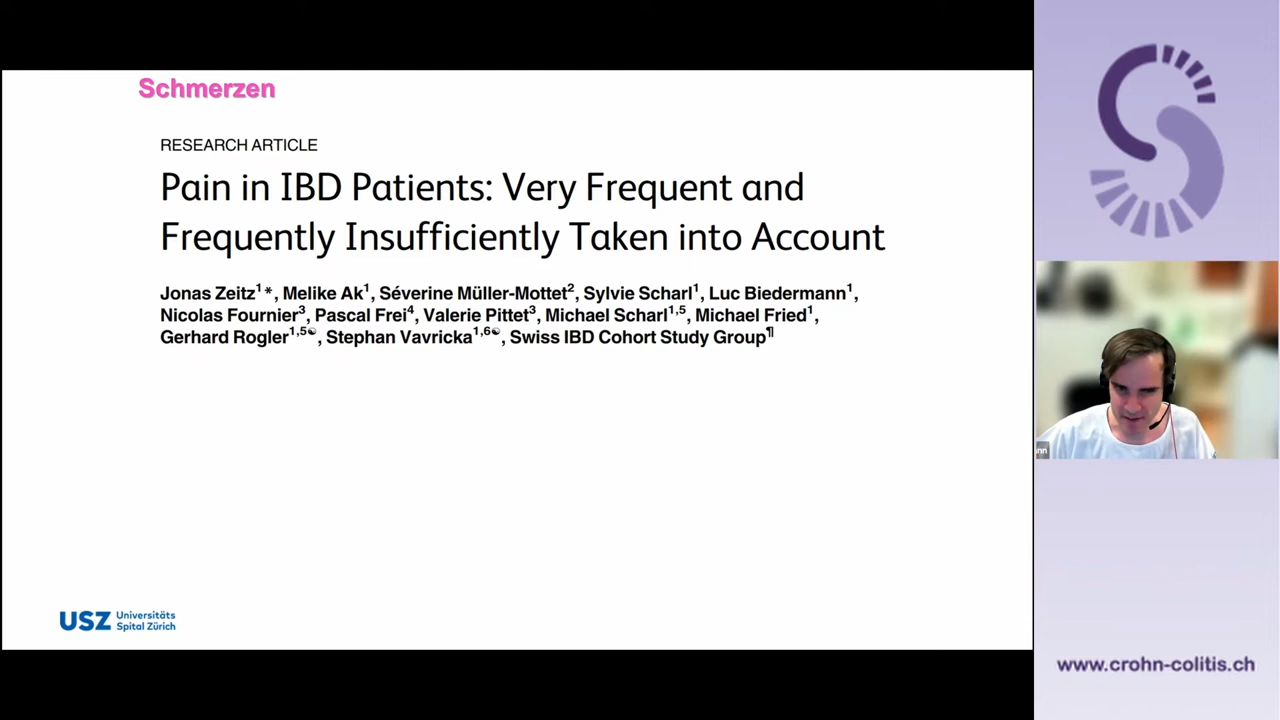 Schmerzen
RESEARCH ARTICLE
Pain in IBD Patients: Very Frequent and
Frequently Insufficiently Taken into Account
Jonas Zeitz1*, Melike Ak1, Séverine Müller-Mottet2, Sylvie Scharl1, Luc Biedermann1,
Nicolas Fournier3, Pascal Frei4, Valerie Pittet3, Michael Scharl1,5, Michael Fried1,
Gerhard Rogler1,5☯, Stephan Vavricka1,6☯, Swiss IBD Cohort Study Group¶
USZ Universitäts
Spital Zürich
nn
www.crohn-colitis.ch